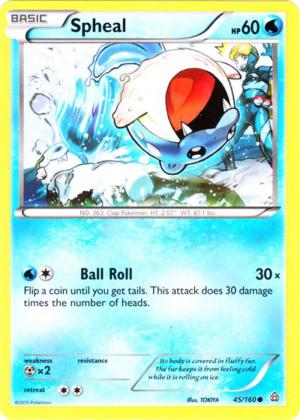 BASIC
Spheal HP60
NO. 363 Clap Pokémon HT: 2'07" WT: 87.1 lbs.
Ball Roll 30×
Flip a coin until you get tails. This attack does 30 damage
times the number of heads.
weakness resistance
×2
retreat
Its body is covered in fluffy fur.
The fur keeps it from feeling cold
while it is rolling on ice.
Illus. TOKIYA 45/160
©2015 Pokémon